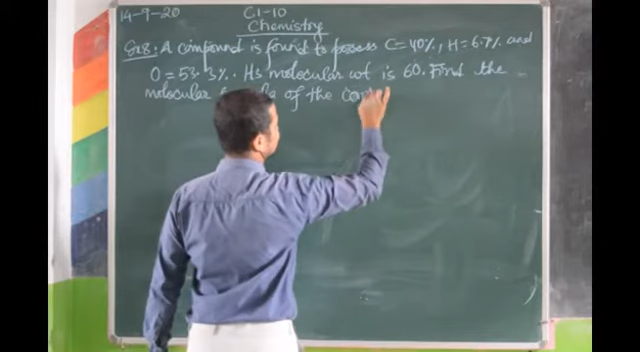 14-9-20 Cl-10
Chemistry
Ex8: A compound is found to possess C=40%, H=6.7% and
O=53.3%. Its molecular wt is 60. Find the
molecular of the